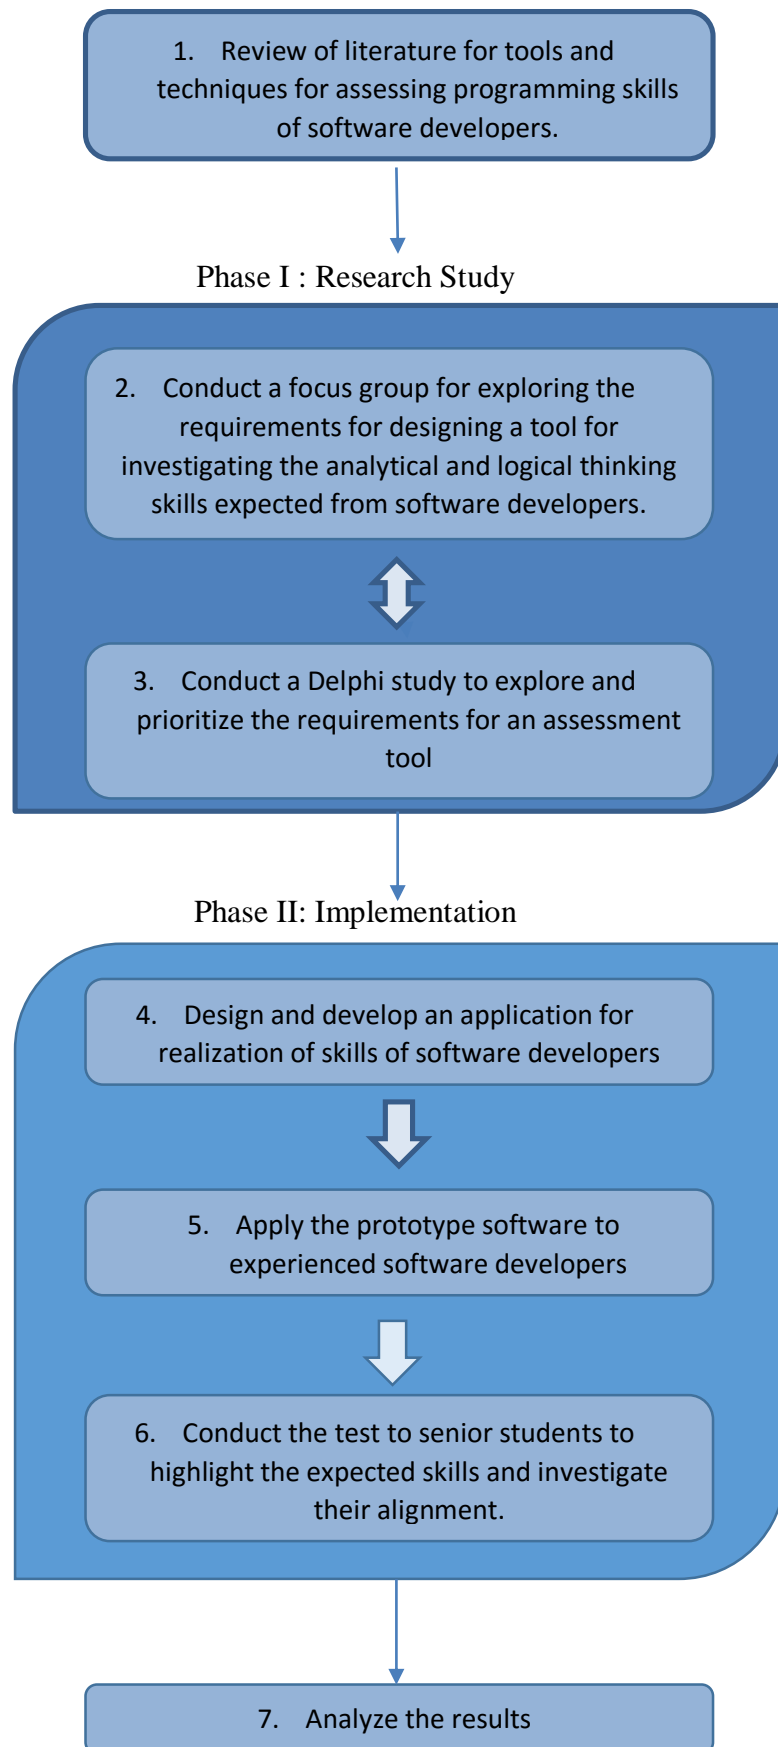 1. Review of literature for tools and
techniques for assessing programming skills
of software developers.
Phase I : Research Study
2. Conduct a focus group for exploring the
requirements for designing a tool for
investigating the analytical and logical thinking
skills expected from software developers.
3. Conduct a Delphi study to explore and
prioritize the requirements for an assessment
tool
Phase II: Implementation
4. Design and develop an application for
realization of skills of software developers
5. Apply the prototype software to
experienced software developers
6. Conduct the test to senior students to
highlight the expected skills and investigate
their alignment.
7. Analyze the results